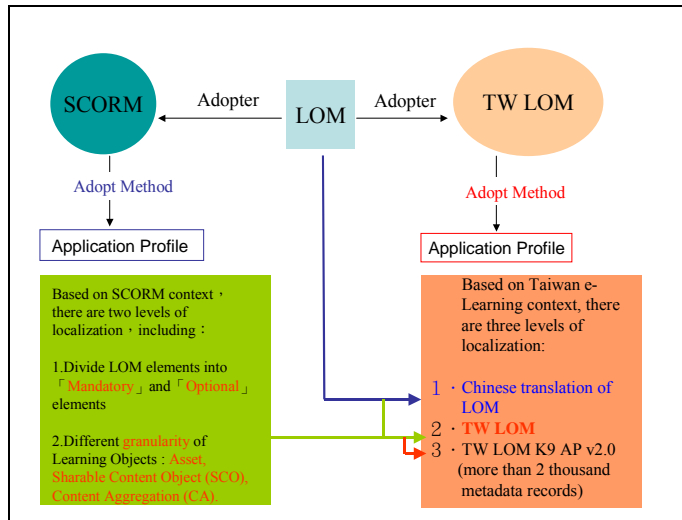 SCORM
Adopter
LOM
Adopter
TW LOM
Adopt Method
Adopt Method
Application Profile
Application Profile
Based on SCORM context，
there are two levels of
localization，including：
1.Divide LOM elements into
「Mandatory」and「Optional」
elements
2.Different granularity of
Learning Objects : Asset,
Sharable Content Object (SCO),
Content Aggregation (CA).
Based on Taiwan e-
Learning context, there
are three levels of
localization:
1．Chinese translation of
LOM
2．TW LOM
3．TW LOM K9 AP v2.0
(more than 2 thousand
metadata records)